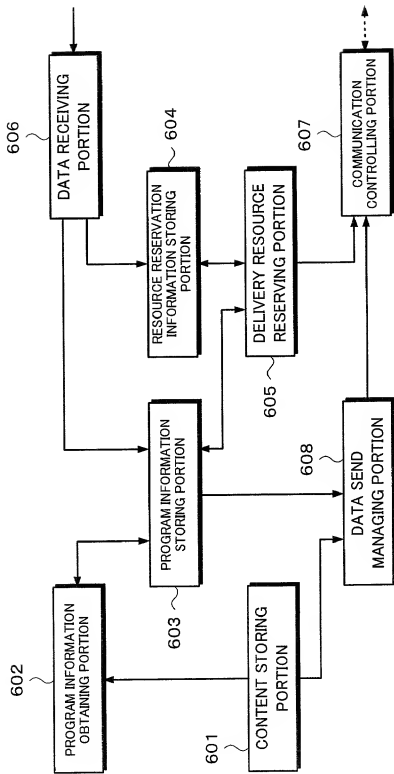 602
PROGRAM INFORMATION
OBTAINING PORTION
603
PROGRAM INFORMATION
STORING PORTION
606
DATA RECEIVING
PORTION
604
RESOURCE RESERVATION
INFORMATION STORING
PORTION
601
CONTENT STORING
PORTION
605
DELIVERY RESOURCE
RESERVING PORTION
608
DATA SEND
MANAGING PORTION
607
COMMUNICATION
CONTROLLING PORTION